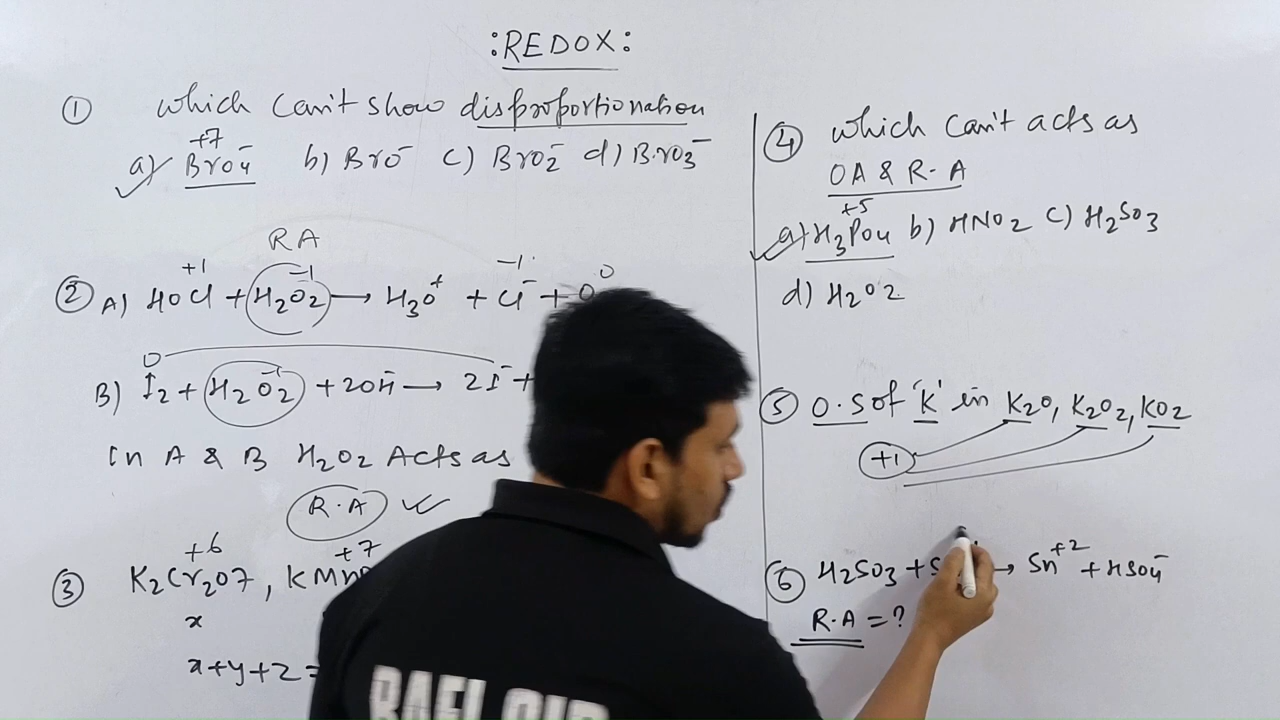 :REDOX:
① which can't show disproportionation
+7
a) BrO4⁻ b) BrO⁻ c) BrO2⁻ d) BrO3⁻
RA
+1 -1 -1 0
② A) HOCl + H2O2 → H3O⁺ + Cl⁻ + O
0 -1
B) I2 + H2O2 + 2OH⁻ → 2I⁻ +
In A & B H2O2 Acts as
R.A
+6 +7
③ K2Cr2O7, KMn
x
x+y+z=
④ which can't acts as
OA & R.A
+5
a) H3PO4 b) HNO2 c) H2SO3
d) H2O2
⑤ O.S of 'K' in K2O, K2O2, KO2
+1
⑥ H2SO3 + S → Sn⁺² + HSO4⁻
R.A = ?